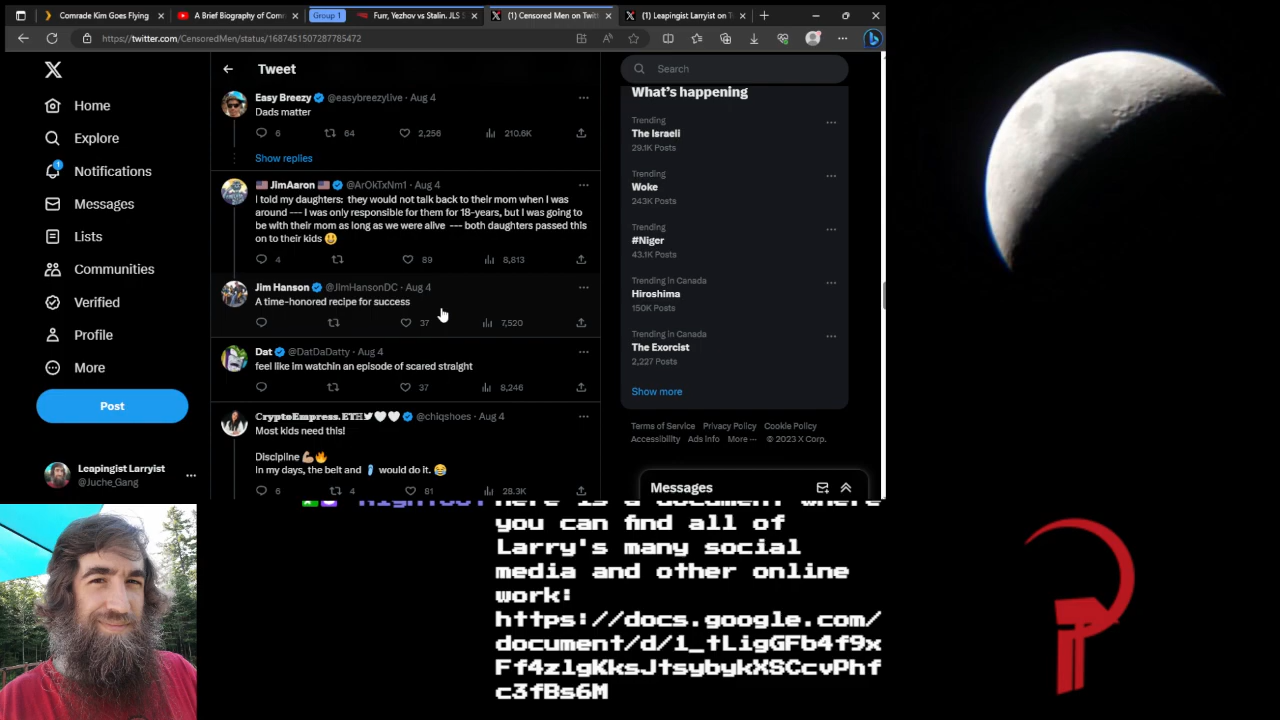 Comrade Kim Goes Flying
A Brief Biography of Com
Group 1
Furr, Yezhov vs Stalin. JLS
(1) Censored Men on Twit
(1) Leapingist Larryist on T
https://twitter.com/CensoredMen/status/1687451507287785472
Home
Explore
Notifications
1
Messages
Lists
Communities
Verified
Profile
More
Post
Leapingist Larryist
@Juche_Gang
Tweet
Easy Breezy @easybreezylive · Aug 4
Dads matter
6 64 2,256 210.6K
Show replies
🇺🇸 JimAaron 🇺🇸 @ArOkTxNm1 · Aug 4
I told my daughters: they would not talk back to their mom when I was
around --- I was only responsible for them for 18-years, but I was going to
be with their mom as long as we were alive --- both daughters passed this
on to their kids 😃
4 89 8,813
Jim Hanson @JimHansonDC · Aug 4
A time-honored recipe for success
37 7,520
Dat @DatDaDatty · Aug 4
feel like im watchin an episode of scared straight
37 8,246
CryptoEmpress.ETH @chiqshoes · Aug 4
Most kids need this!
Discipline 💪🏽🔥
In my days, the belt and 🩴 would do it. 😂
6 4 81 28.3K
Search
What's happening
Trending
The Israeli
29.1K Posts
Trending
Woke
243K Posts
Trending
#Niger
43.1K Posts
Trending in Canada
Hiroshima
150K Posts
Trending in Canada
The Exorcist
2,227 Posts
Show more
Terms of Service Privacy Policy Cookie Policy
Accessibility Ads info More ··· © 2023 X Corp.
Messages
Here is a document where
you can find all of
Larry's many social
media and other online
work:
https://docs.google.com/
document/d/1_tLigGFb4f9x
Ff4zlgKksJtsybykXSCcvPhf
c3fBs6M